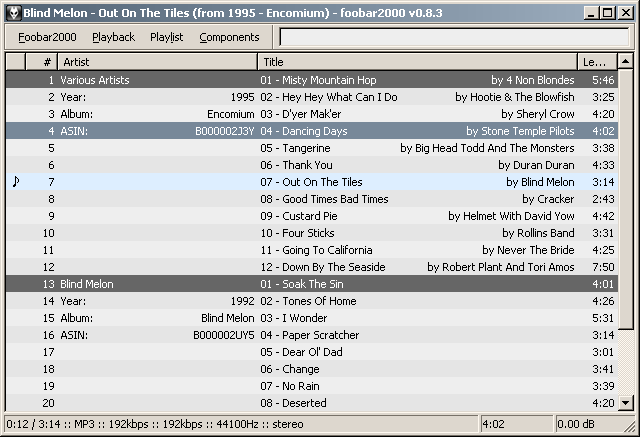 Blind Melon - Out On The Tiles (from 1995 - Encomium) - foobar2000 v0.8.3
Foobar2000 Playback Playlist Components
# Artist Title Le...
1 Various Artists 01 - Misty Mountain Hop by 4 Non Blondes 5:46
2 Year: 1995 02 - Hey Hey What Can I Do by Hootie & The Blowfish 3:25
3 Album: Encomium 03 - D'yer Mak'er by Sheryl Crow 4:20
4 ASIN: B000002J3Y 04 - Dancing Days by Stone Temple Pilots 4:02
5 05 - Tangerine by Big Head Todd And The Monsters 3:38
6 06 - Thank You by Duran Duran 4:33
7 07 - Out On The Tiles by Blind Melon 3:14
8 08 - Good Times Bad Times by Cracker 2:43
9 09 - Custard Pie by Helmet With David Yow 4:42
10 10 - Four Sticks by Rollins Band 3:31
11 11 - Going To California by Never The Bride 4:25
12 12 - Down By The Seaside by Robert Plant And Tori Amos 7:50
13 Blind Melon 01 - Soak The Sin 4:01
14 Year: 1992 02 - Tones Of Home 4:26
15 Album: Blind Melon 03 - I Wonder 5:31
16 ASIN: B000002UY5 04 - Paper Scratcher 3:14
17 05 - Dear Ol' Dad 3:01
18 06 - Change 3:41
19 07 - No Rain 3:39
20 08 - Deserted 4:20
0:12 / 3:14 :: MP3 :: 192kbps :: 192kbps :: 44100Hz :: stereo 4:02 0.00 dB